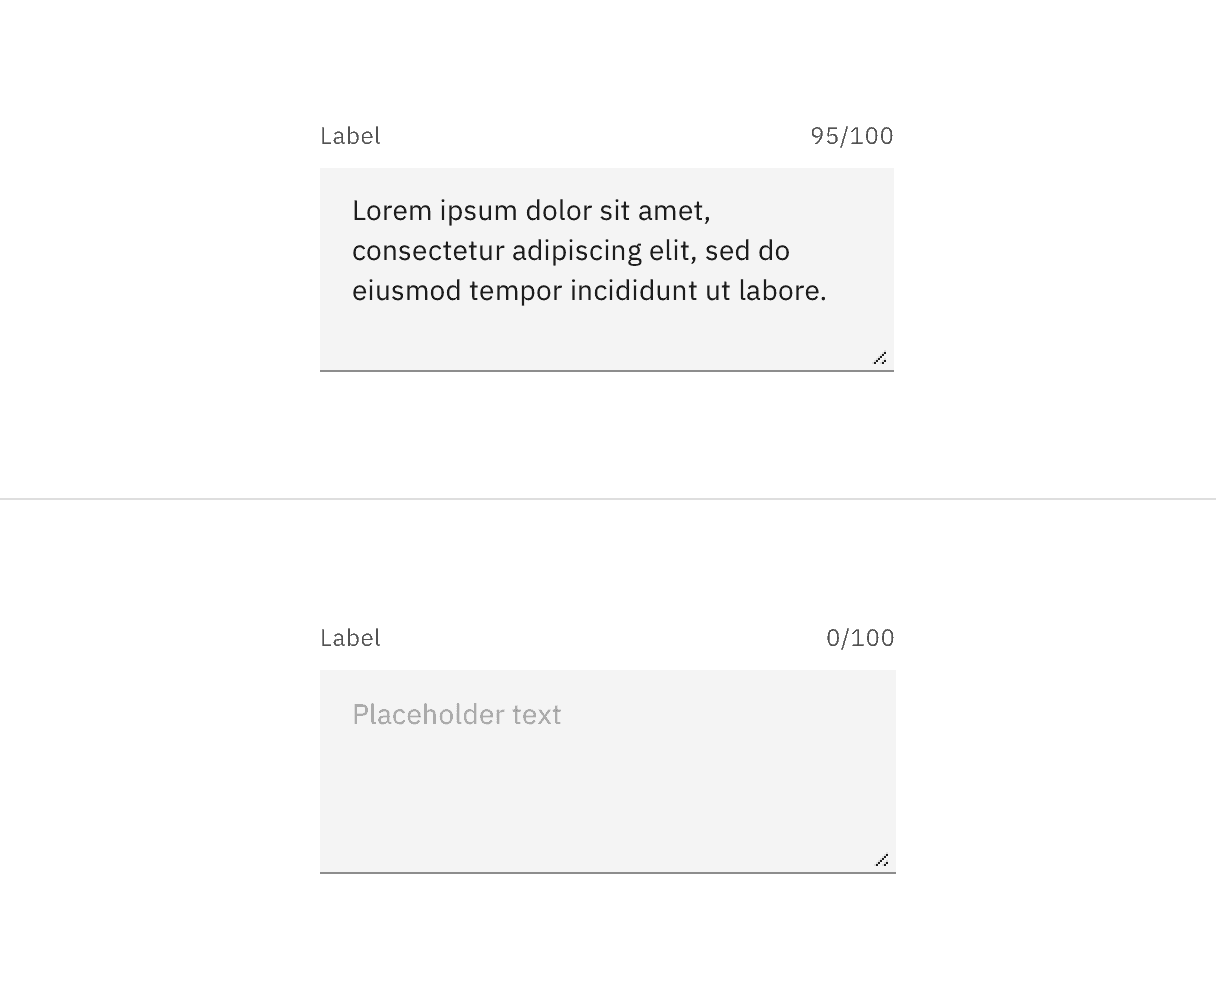 Label 95/100
Lorem ipsum dolor sit amet,
consectetur adipiscing elit, sed do
eiusmod tempor incididunt ut labore.
Label 0/100
Placeholder text